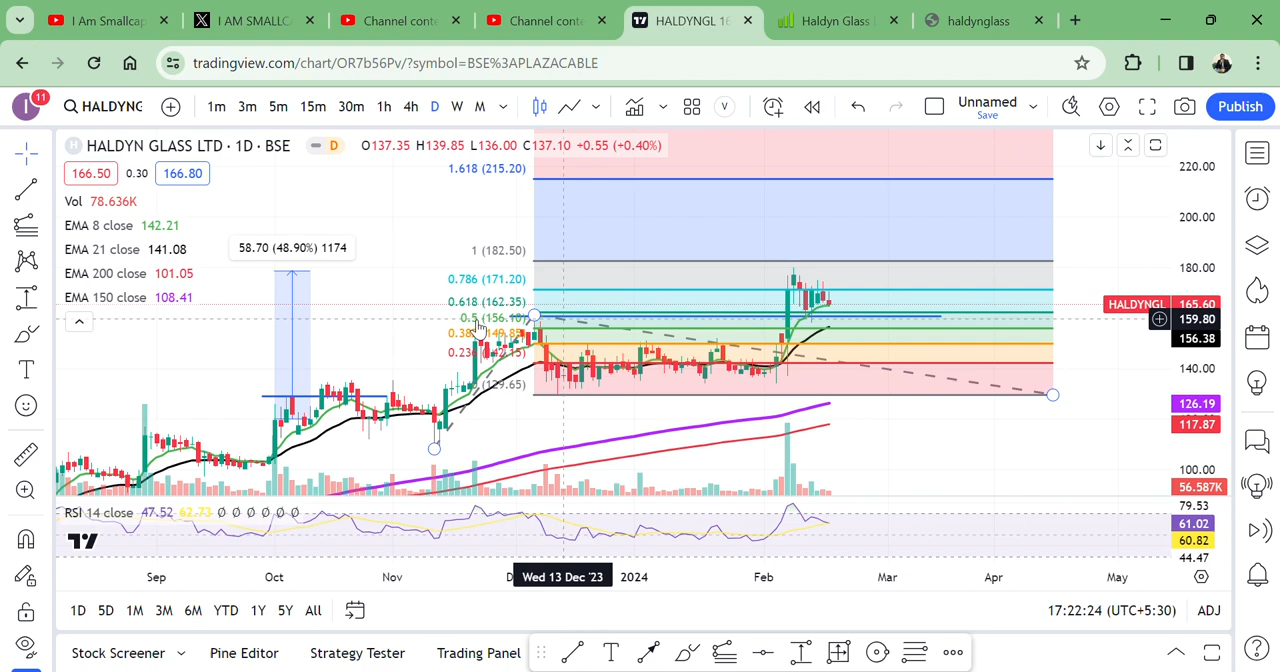 I Am Smallcap
I AM SMALLC
Channel conte
Channel conte
HALDYNGL 16
Haldyn Glass L
haldynglass
tradingview.com/chart/OR7b56Pv/?symbol=BSE%3APLAZACABLE
I
11
HALDYNG
1m 3m 5m 15m 30m 1h 4h D W M
V
Unnamed
Save
Publish
H HALDYN GLASS LTD · 1D · BSE D O137.35 H139.85 L136.00 C137.10 +0.55 (+0.40%)
166.50 0.30 166.80
Vol 78.636K
EMA 8 close 142.21
EMA 21 close 141.08
EMA 200 close 101.05
EMA 150 close 108.41
58.70 (48.90%) 1174
1.618 (215.20)
1 (182.50)
0.786 (171.20)
0.618 (162.35)
0.5 (156.10)
0.236 (142.15)
(129.65)
220.00
200.00
180.00
HALDYNGL 165.60
159.80
156.38
140.00
126.19
117.87
100.00
56.587K
RSI 14 close 47.52 62.73 Ø Ø Ø Ø Ø Ø
79.53
61.02
60.82
44.47
Sep Oct Nov D Wed 13 Dec '23 2024 Feb Mar Apr May
1D 5D 1M 3M 6M YTD 1Y 5Y All
17:22:24 (UTC+5:30) ADJ
Stock Screener Pine Editor Strategy Tester Trading Panel